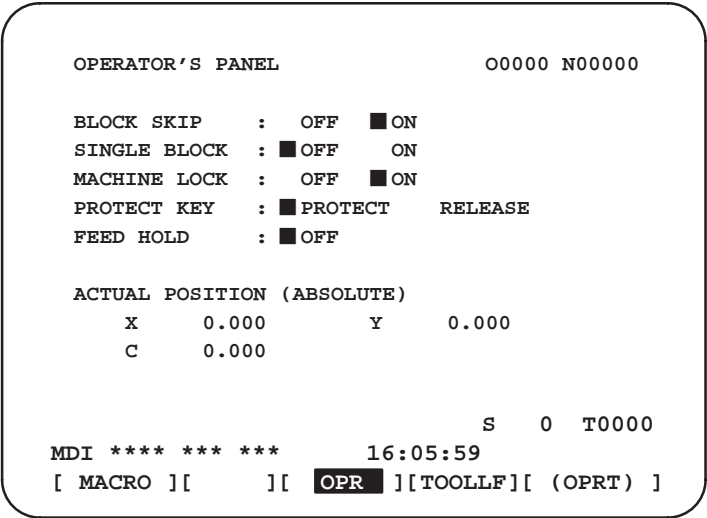 OPERATOR'S PANEL O0000 N00000
BLOCK SKIP : OFF ■ON
SINGLE BLOCK : ■OFF ON
MACHINE LOCK : OFF ■ON
PROTECT KEY : ■PROTECT RELEASE
FEED HOLD : ■OFF
ACTUAL POSITION (ABSOLUTE)
X 0.000 Y 0.000
C 0.000
S 0 T0000
MDI **** *** *** 16:05:59
[ MACRO ][ ][ OPR ][TOOLLF][ (OPRT) ]